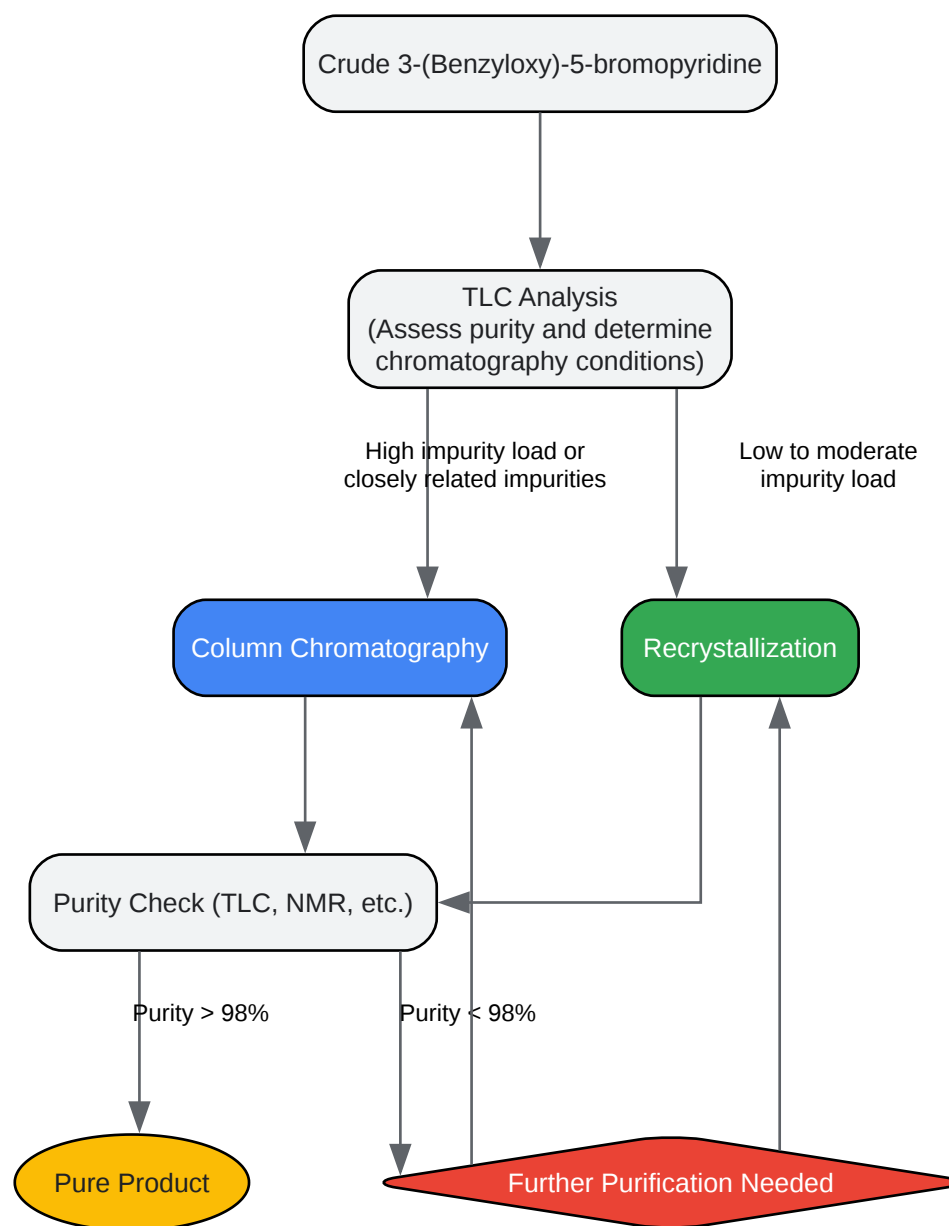 Crude 3-(Benzyloxy)-5-bromopyridine
TLC Analysis
(Assess purity and determine
chromatography conditions)
High impurity load or
closely related impurities
Low to moderate
impurity load
Column Chromatography
Recrystallization
Purity Check (TLC, NMR, etc.)
Purity > 98%
Purity < 98%
Pure Product
Further Purification Needed